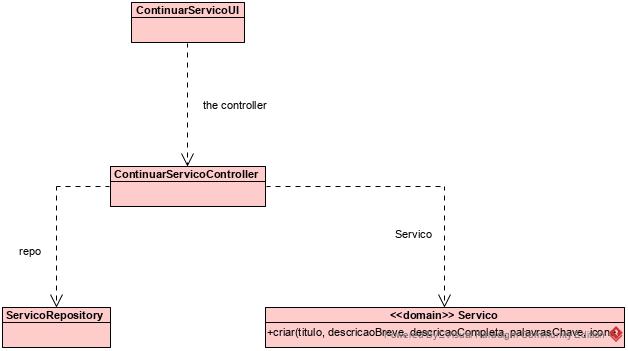 ContinuarServicoUI
the controller
ContinuarServicoController
Servico
repo
ServicoRepository
<<domain>> Servico
+criar(titulo, descricaoBreve, descricaoCompleta, palavrasChave, icon
Powered By Visual Paradigm Community Edition